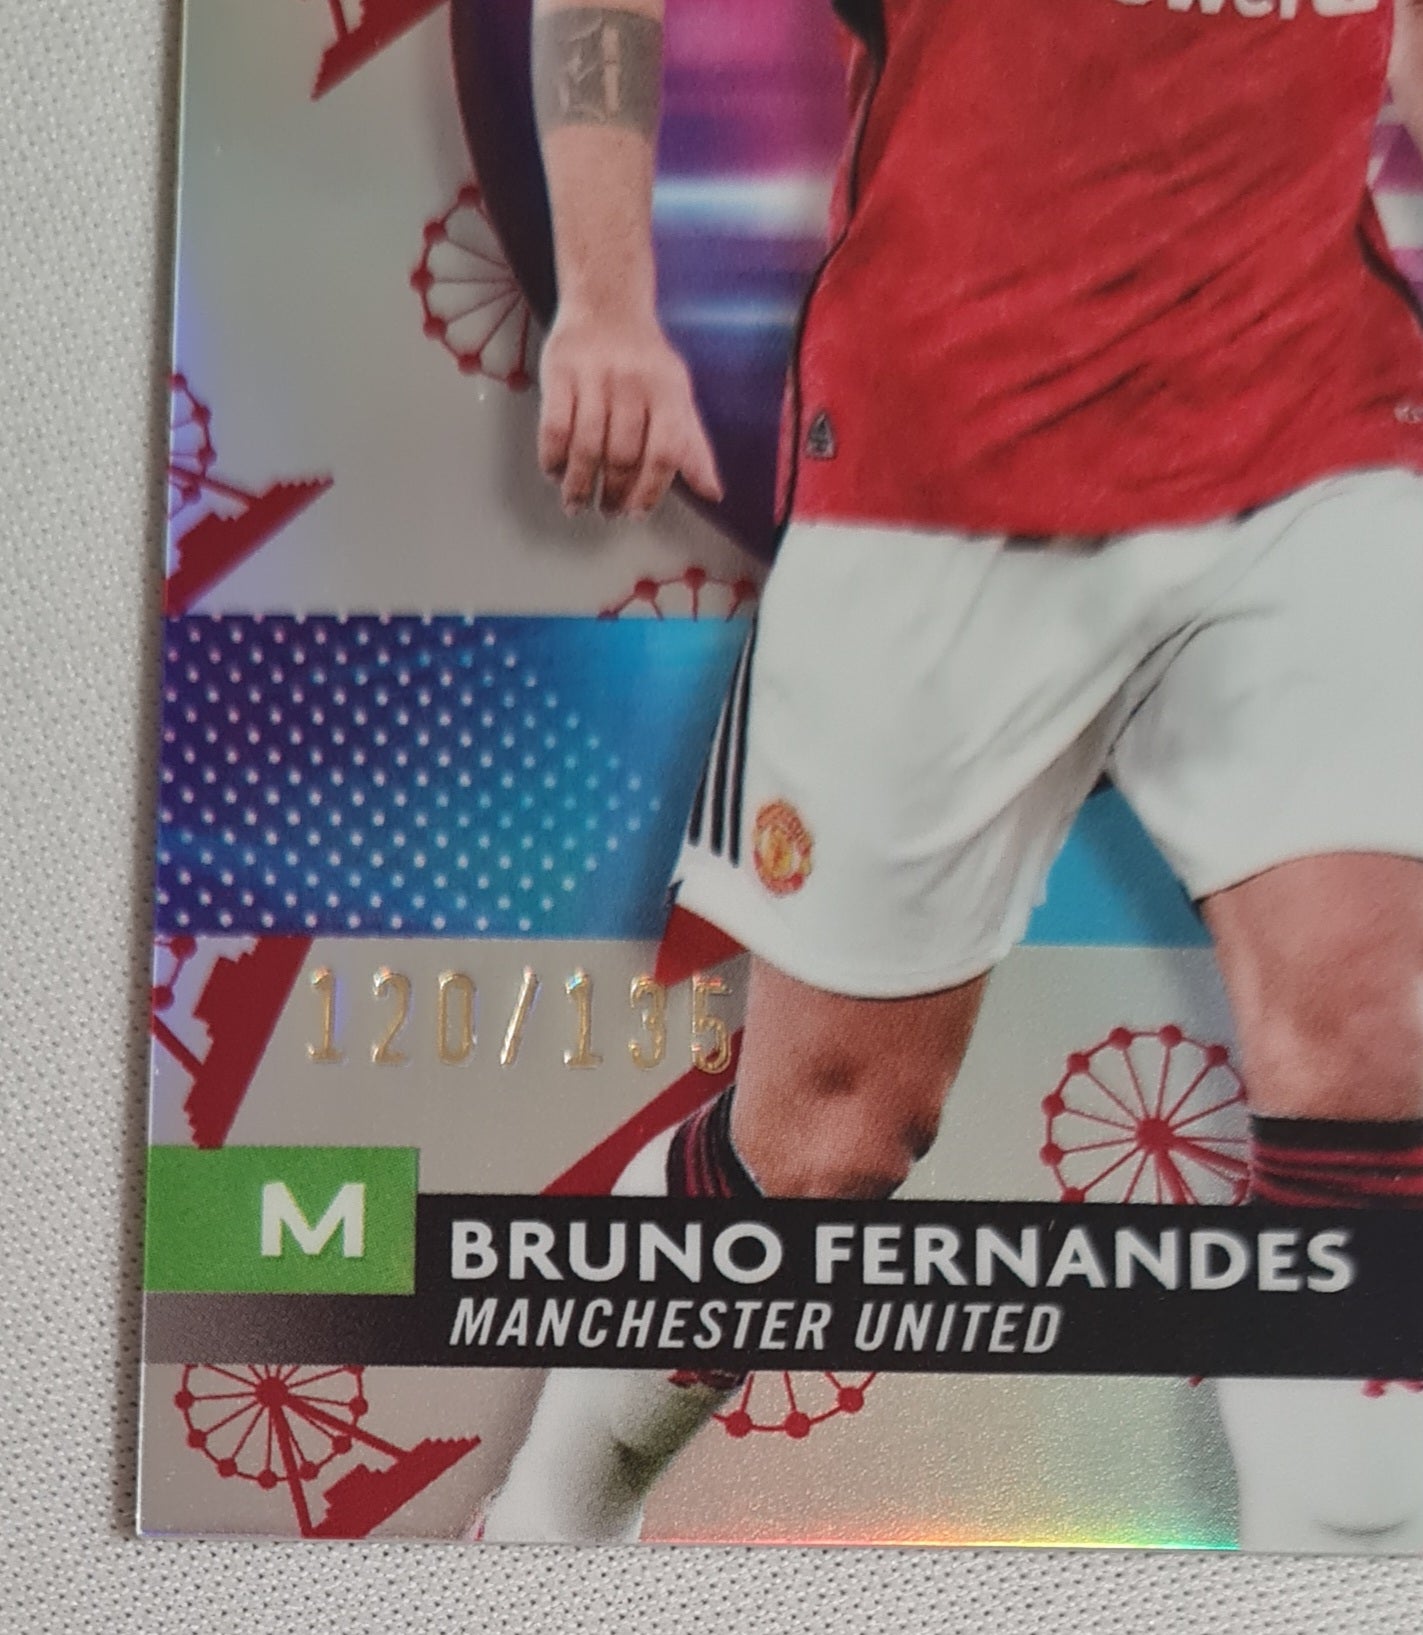 120/135
M
BRUNO FERNANDES
MANCHESTER UNITED